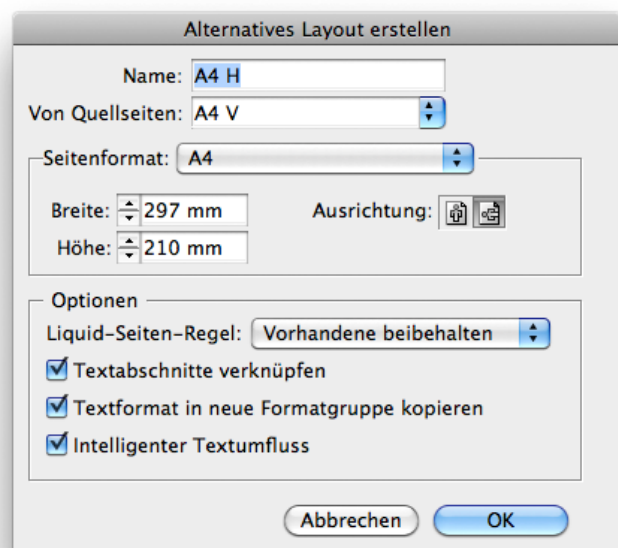 Alternatives Layout erstellen
Name: A4 H
Von Quellseiten: A4 V
Seitenformat: A4
Breite: 297 mm Ausrichtung:
Höhe: 210 mm
Optionen
Liquid-Seiten-Regel: Vorhandene beibehalten
Textabschnitte verknüpfen
Textformat in neue Formatgruppe kopieren
Intelligenter Textumfluss
Abbrechen OK